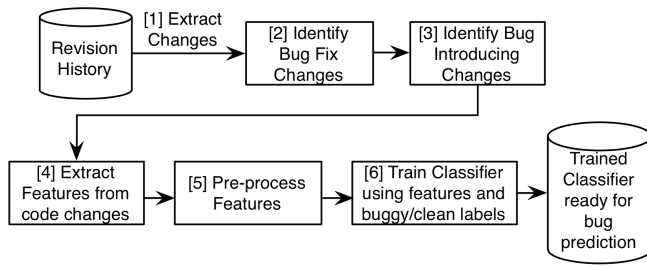 Revision
History
[1] Extract
Changes
[2] Identify
Bug Fix
Changes
[3] Identify Bug
Introducing
Changes
[4] Extract
Features from
code changes
[5] Pre-process
Features
[6] Train Classifier
using features and
buggy/clean labels
Trained
Classifier
ready for
bug
prediction